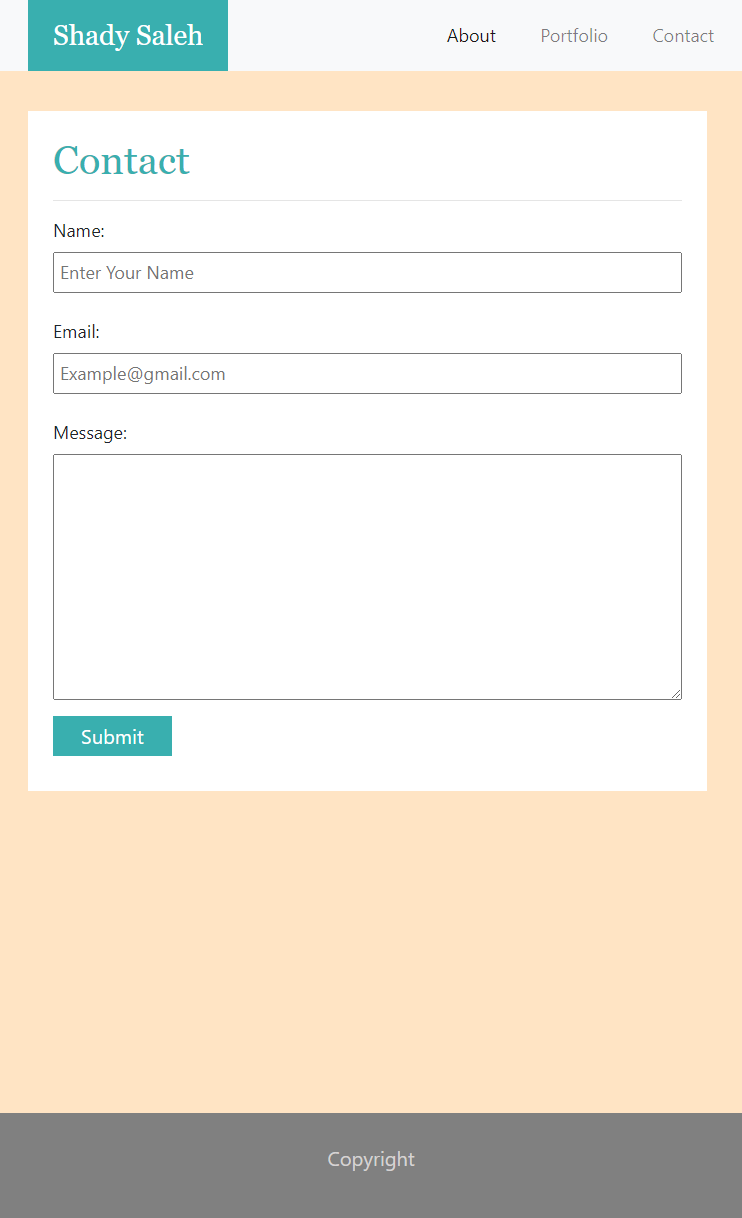 Shady Saleh About Portfolio Contact
Contact
Name:
Enter Your Name
Email:
Example@gmail.com
Message:
Submit
Copyright